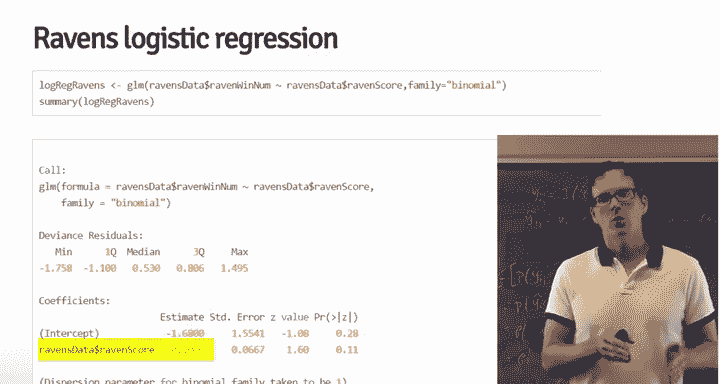 Ravens logistic regression
logRegRavens <- glm(ravensData$ravenWinNum ~ ravensData$ravenScore,family="binomial")
summary(logRegRavens)
Call:
glm(formula = ravensData$ravenWinNum ~ ravensData$ravenScore,
family = "binomial")
Deviance Residuals:
Min 1Q Median 3Q Max
-1.758 -1.100 0.530 0.806 1.495
Coefficients:
Estimate Std. Error z value Pr(>|z|)
(Intercept) -1.6800 1.5541 -1.08 0.28
ravensData$ravenScore 0.0667 1.60 0.11
(Dispersion parameter for binomial family taken to be 1)